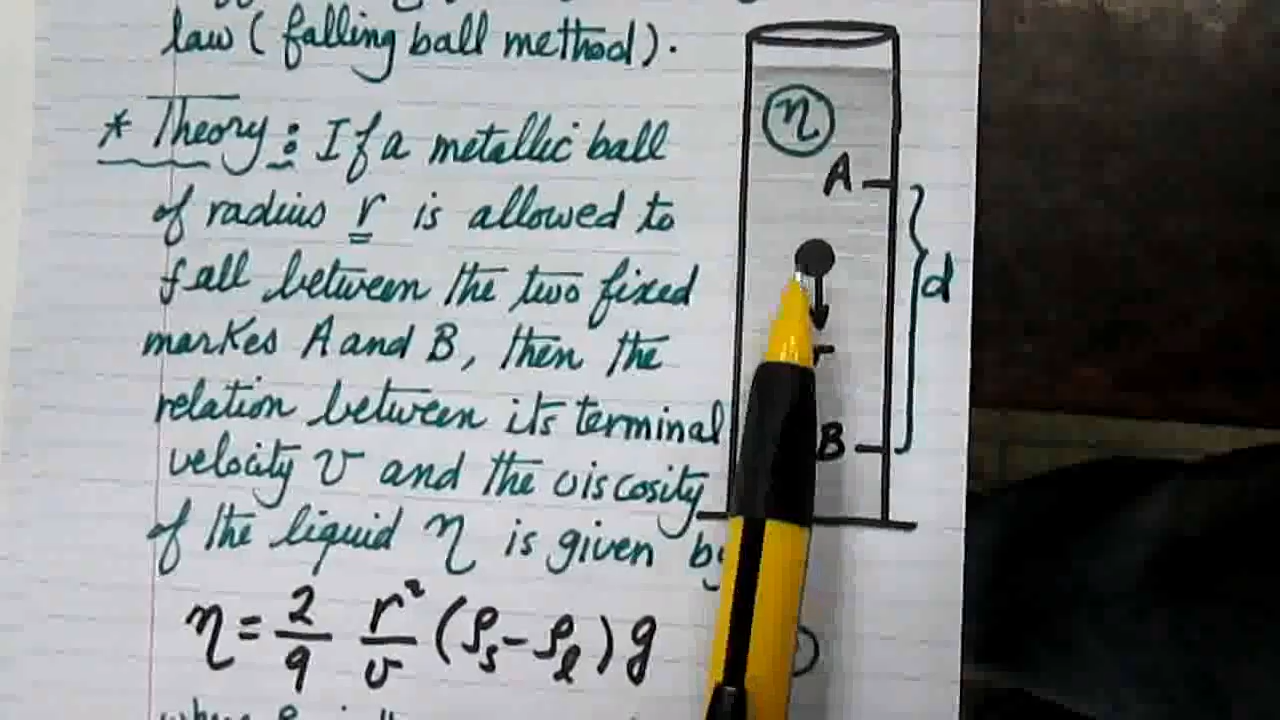 law (falling ball method).
* Theory: If a metallic ball
of radius r is allowed to
fall between the two fixed
markes A and B, then the
relation between its terminal
velocity v and the viscosity
of the liquid η is given by
η = 2/9 r²/v (ρs - ρl) g
where
η
A
d
r
B